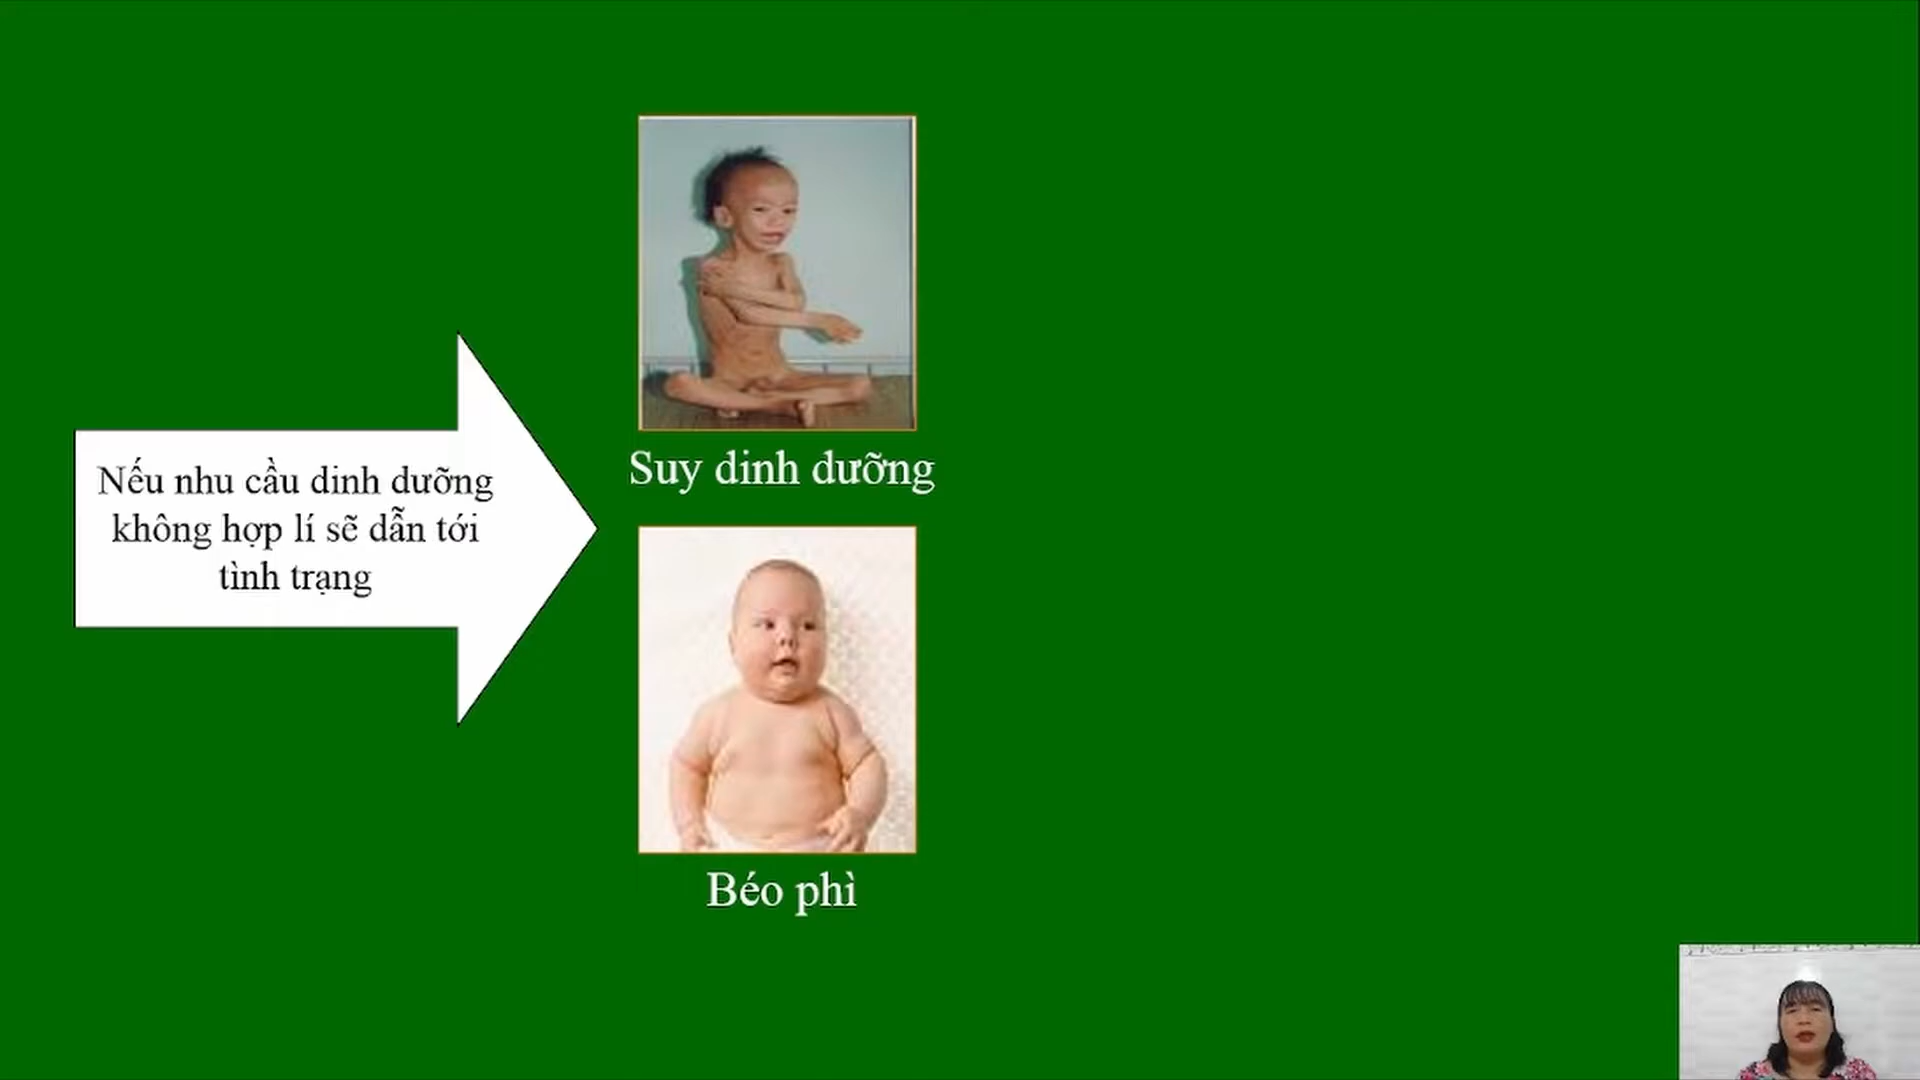 Nếu nhu cầu dinh dưỡng
không hợp lí sẽ dẫn tới
tình trạng
Suy dinh dưỡng
Béo phì